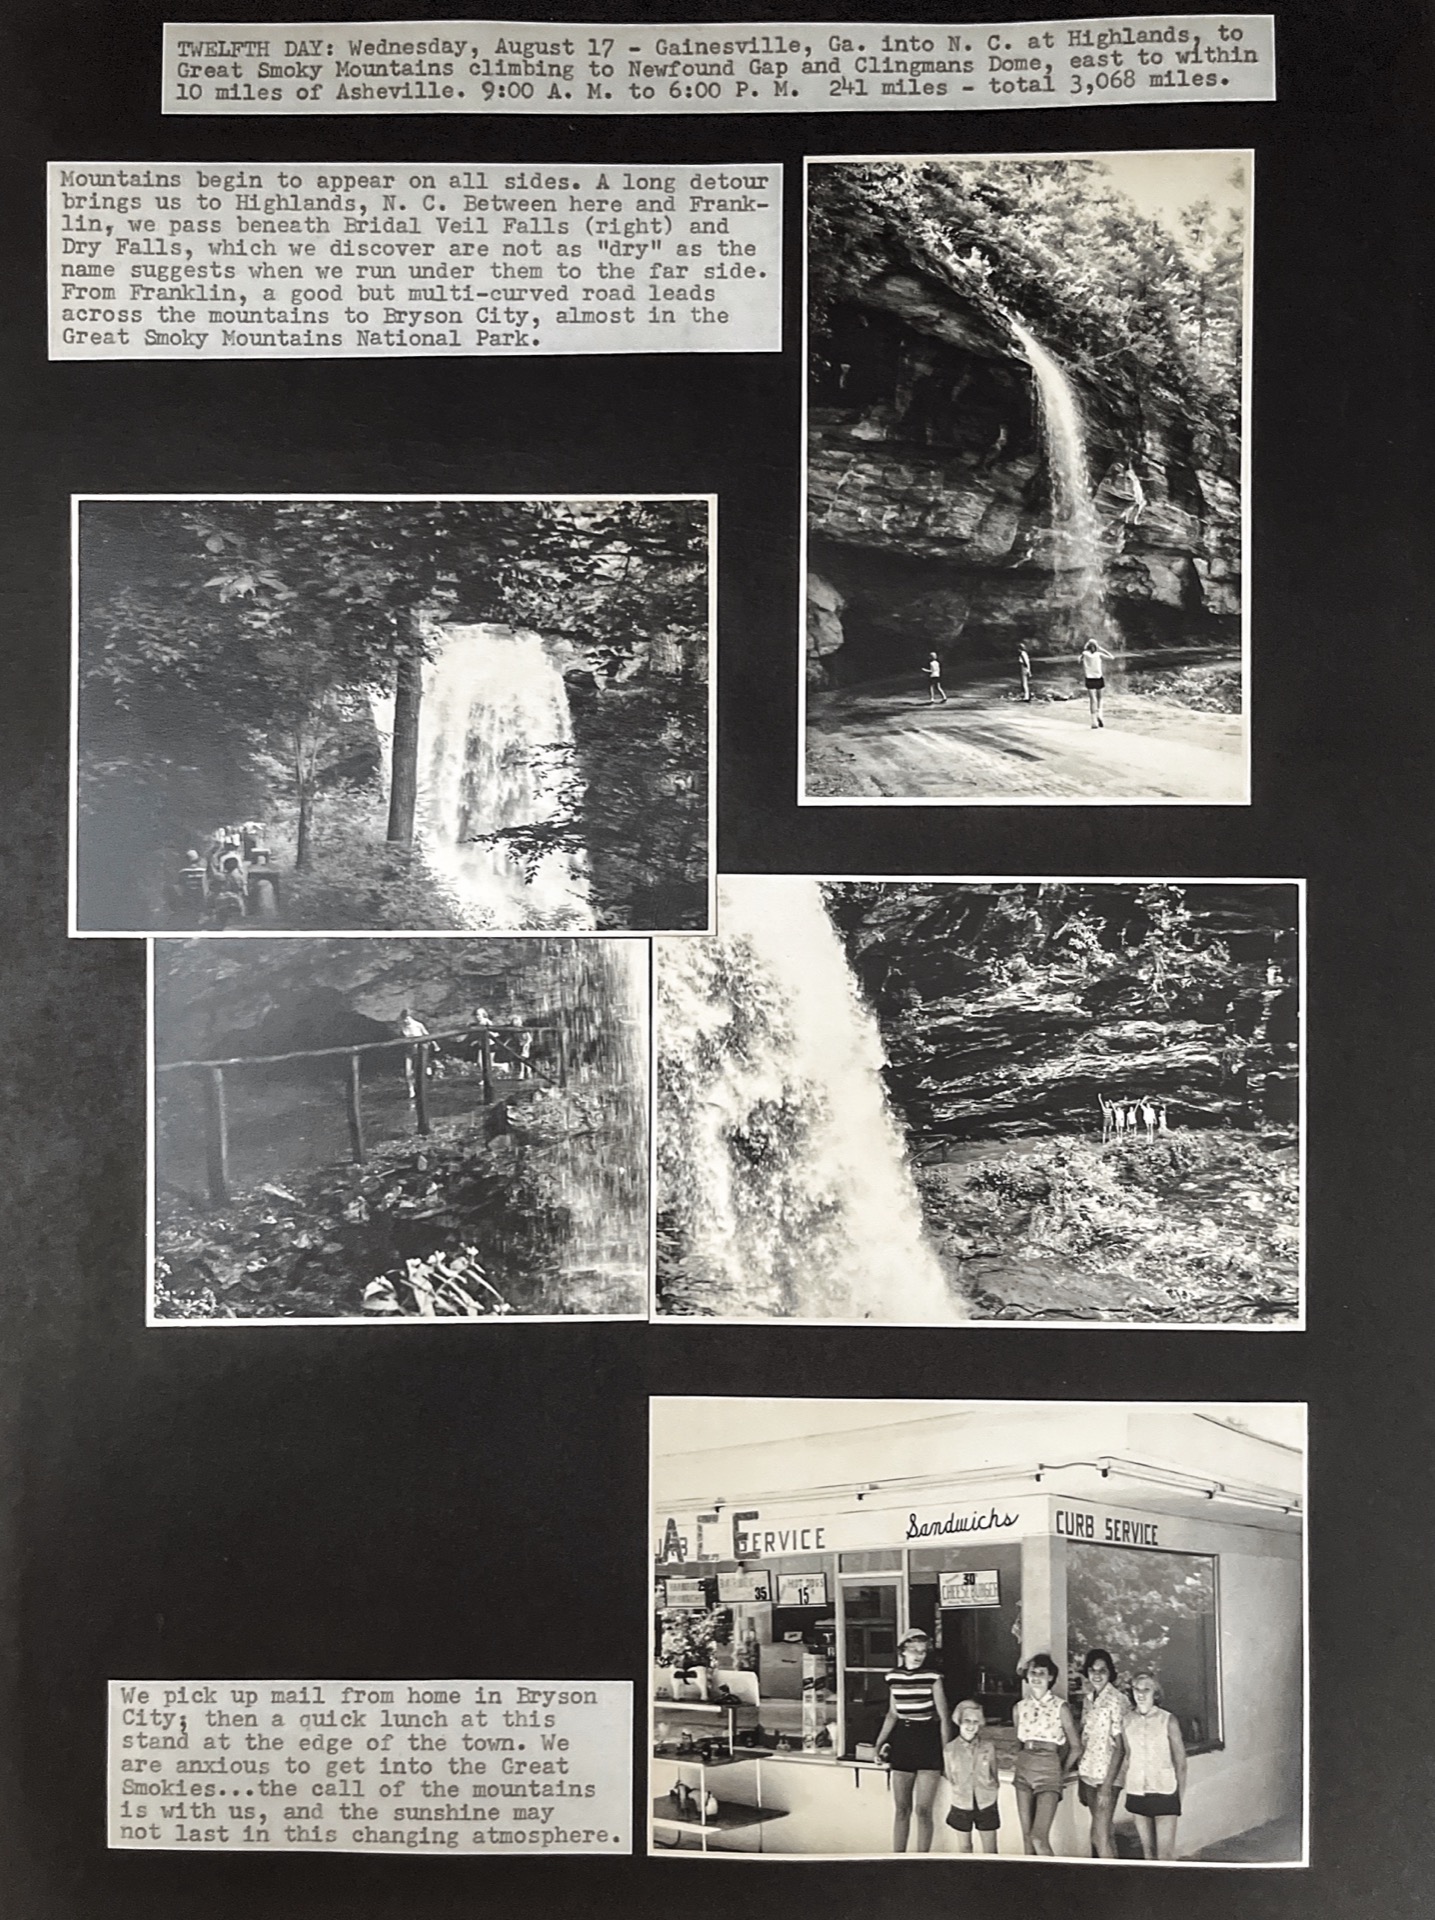 TWELFTH DAY: Wednesday, August 17 - Gainesville, Ga. into N. C. at Highlands, to
Great Smoky Mountains climbing to Newfound Gap and Clingmans Dome, east to within
10 miles of Asheville. 9:00 A. M. to 6:00 P. M. 241 miles - total 3,068 miles.
Mountains begin to appear on all sides. A long detour
brings us to Highlands, N. C. Between here and Frank-
lin, we pass beneath Bridal Veil Falls (right) and
Dry Falls, which we discover are not as "dry" as the
name suggests when we run under them to the far side.
From Franklin, a good but multi-curved road leads
across the mountains to Bryson City, almost in the
Great Smoky Mountains National Park.
SERVICE
Sandwichs
CURB SERVICE
35
HOT DOGS
15
30
CHEESEBURGER
We pick up mail from home in Bryson
City; then a quick lunch at this
stand at the edge of the town. We
are anxious to get into the Great
Smokies...the call of the mountains
is with us, and the sunshine may
not last in this changing atmosphere.